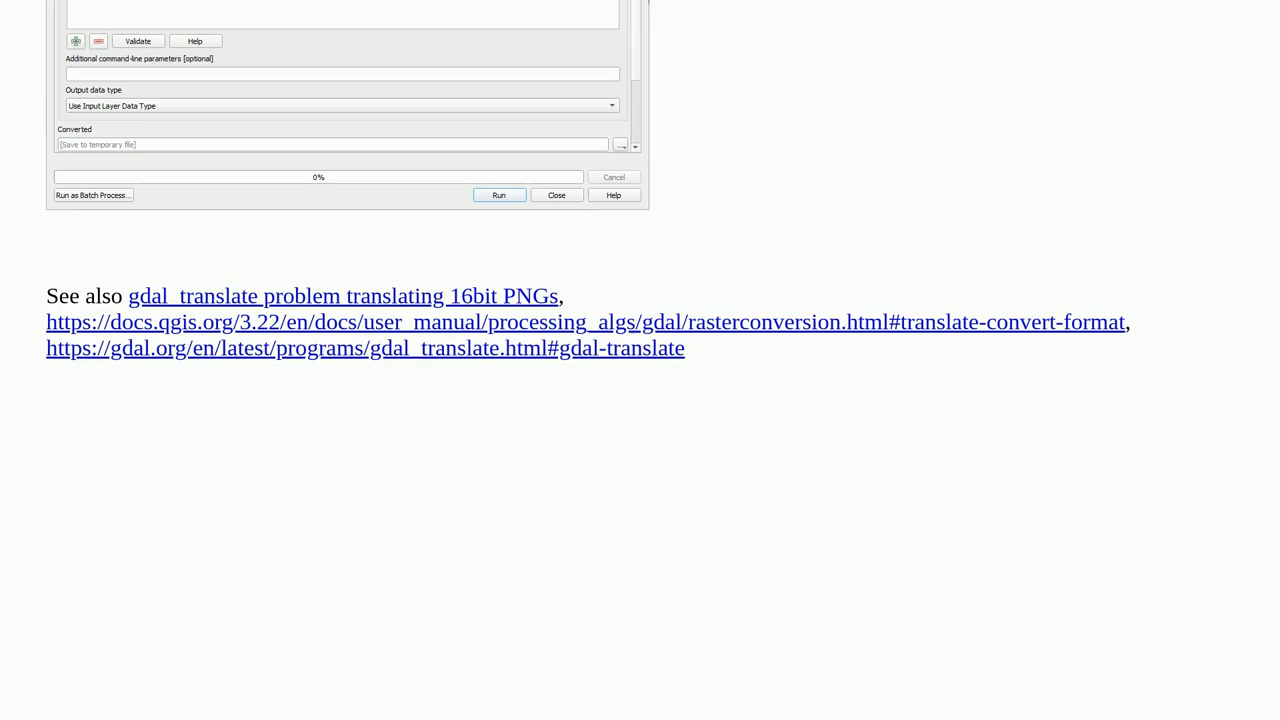 Validate Help
Additional command-line parameters [optional]
Output data type
Use Input Layer Data Type
Converted
[Save to temporary file] ...
0% Cancel
Run as Batch Process... Run Close Help
See also gdal_translate problem translating 16bit PNGs,
https://docs.qgis.org/3.22/en/docs/user_manual/processing_algs/gdal/rasterconversion.html#translate-convert-format,
https://gdal.org/en/latest/programs/gdal_translate.html#gdal-translate